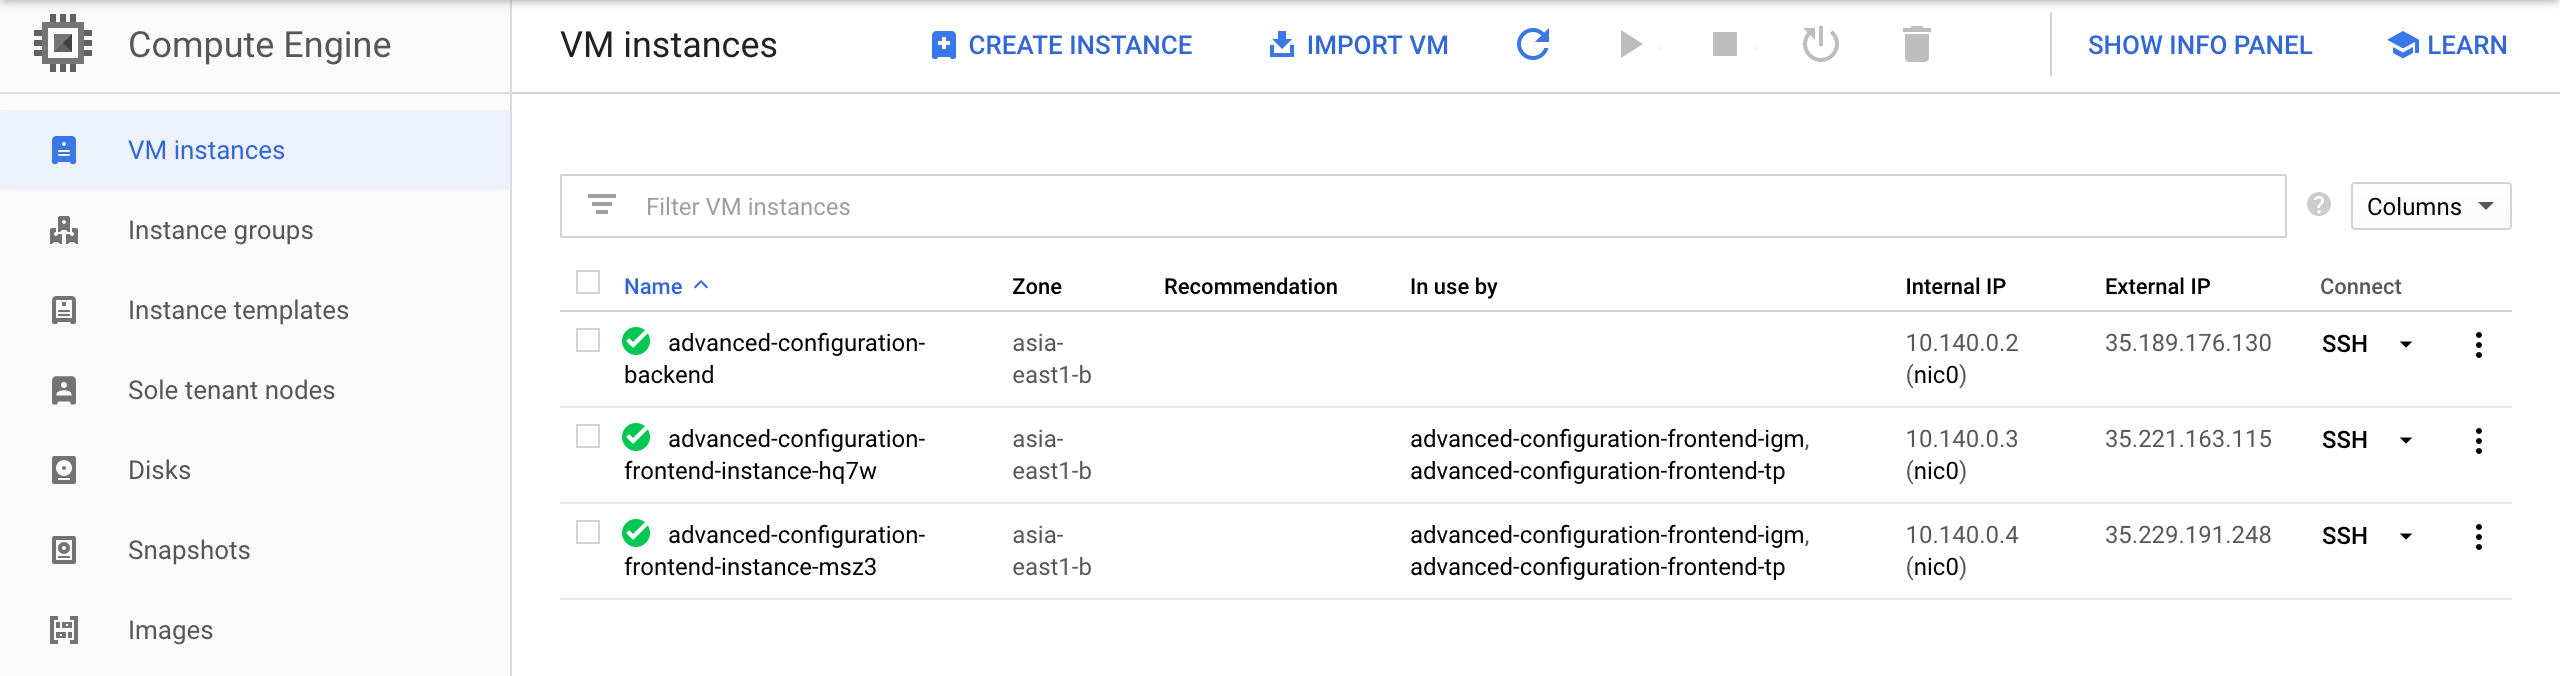 Compute Engine
VM instances
CREATE INSTANCE
IMPORT VM
SHOW INFO PANEL
LEARN
VM instances
Instance groups
Instance templates
Sole tenant nodes
Disks
Snapshots
Images
Filter VM instances
?
Columns
Name Zone Recommendation In use by Internal IP External IP Connect
advanced-configuration- asia- 10.140.0.2 35.189.176.130 SSH
backend east1-b (nic0)
advanced-configuration- asia- advanced-configuration-frontend-igm, 10.140.0.3 35.221.163.115 SSH
frontend-instance-hq7w east1-b advanced-configuration-frontend-tp (nic0)
advanced-configuration- asia- advanced-configuration-frontend-igm, 10.140.0.4 35.229.191.248 SSH
frontend-instance-msz3 east1-b advanced-configuration-frontend-tp (nic0)